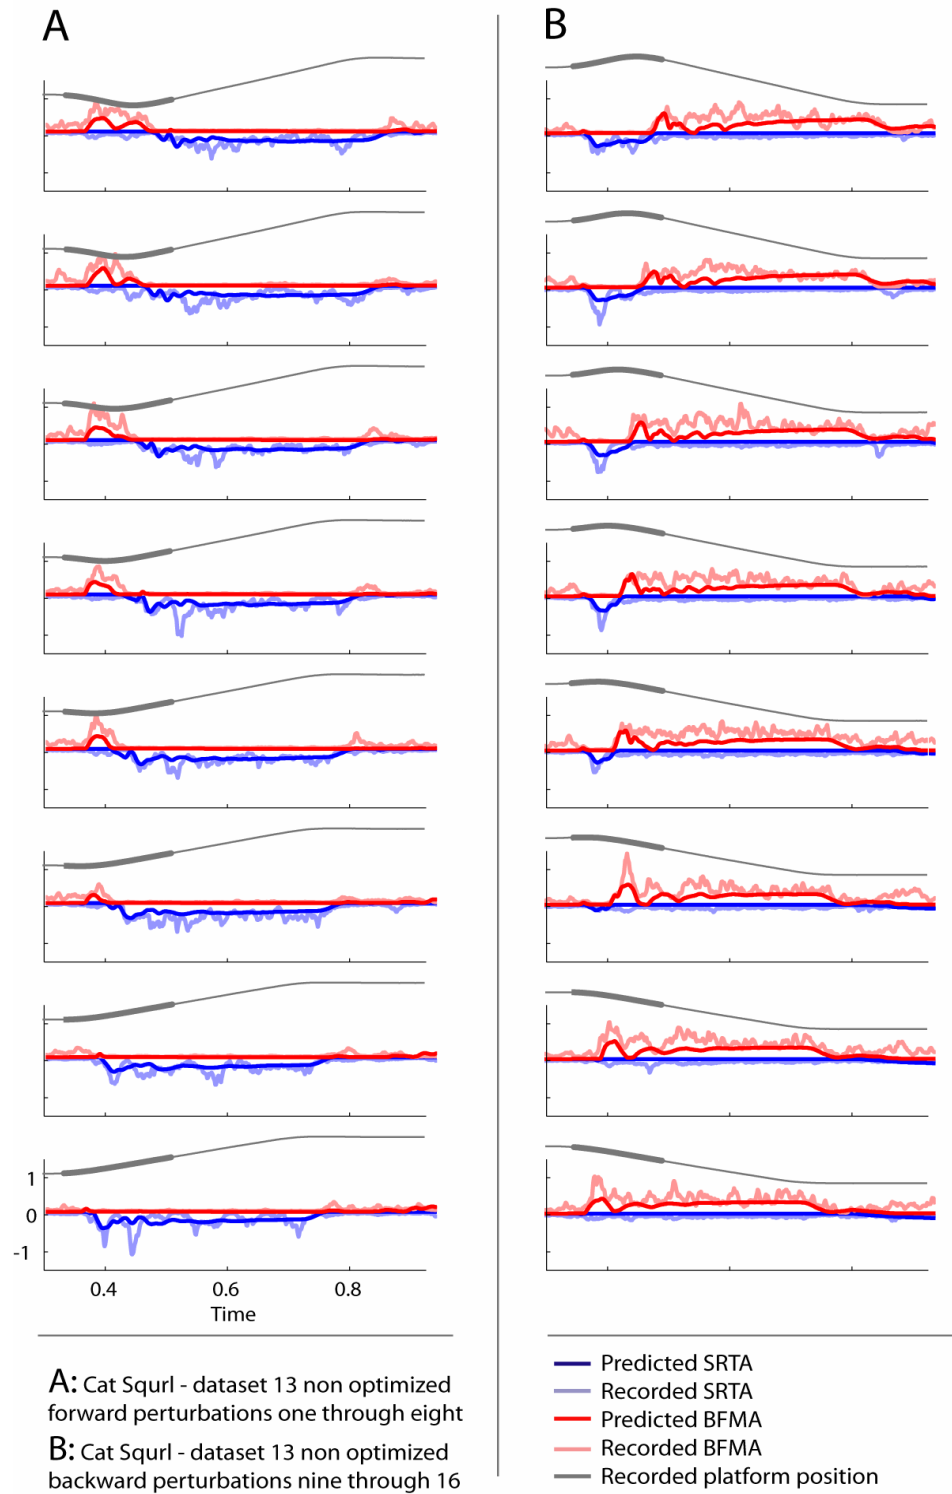 A
B
1
0
-1
0.4 0.6 0.8
Time
A: Cat Squrl - dataset 13 non optimized
forward perturbations one through eight
B: Cat Squrl - dataset 13 non optimized
backward perturbations nine through 16
Predicted SRTA
Recorded SRTA
Predicted BFMA
Recorded BFMA
Recorded platform position